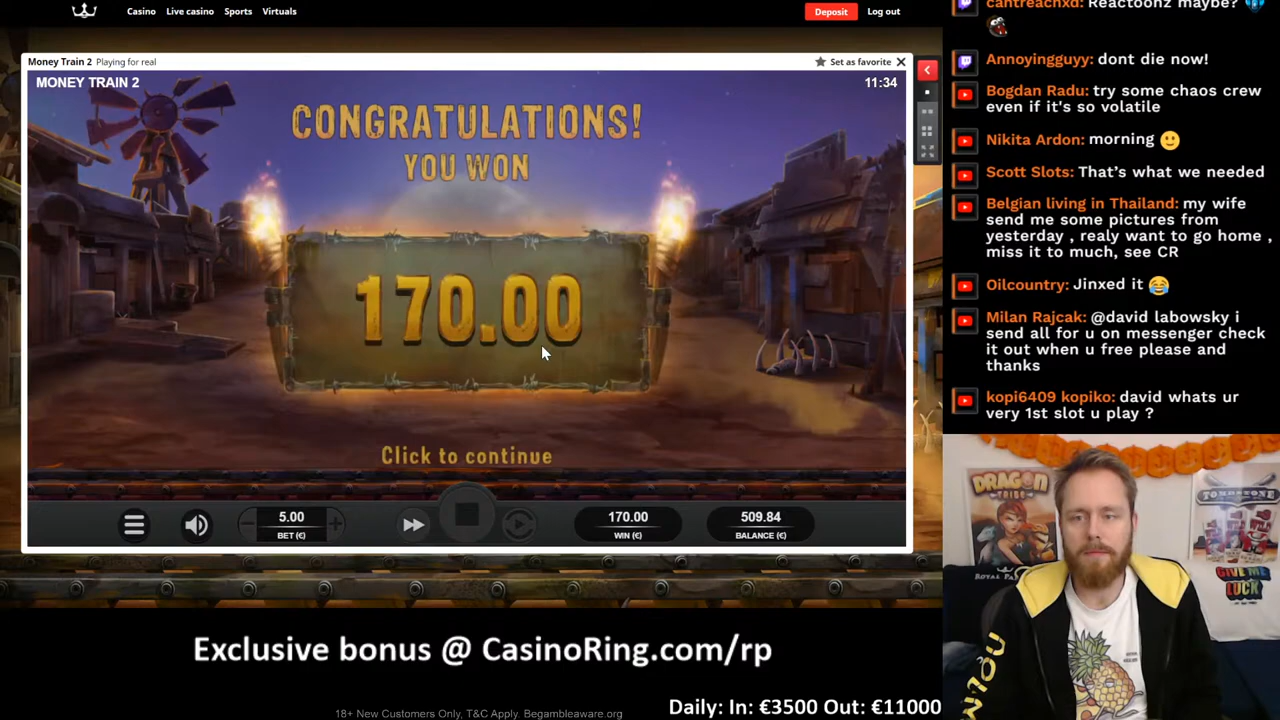 Casino Live casino Sports Virtuals
Deposit Log out
Money Train 2 Playing for real
Set as favorite
MONEY TRAIN 2
11:34
CONGRATULATIONS!
YOU WON
170.00
Click to continue
5.00
BET (€)
170.00
WIN (€)
509.84
BALANCE (€)
Exclusive bonus @ CasinoRing.com/rp
18+ New Customers Only, T&C Apply. Begambleaware.org
Daily: In: €3500 Out: €11000
cantreachxd: Reactoonz maybe?
Annoyingguyy: dont die now!
Bogdan Radu: try some chaos crew
even if it's so volatile
Nikita Ardon: morning
Scott Slots: That's what we needed
Belgian living in Thailand: my wife
send me some pictures from
yesterday , realy want to go home ,
miss it to much, see CR
Oilcountry: Jinxed it
Milan Rajcak: @david labowsky i
send all for u on messenger check
it out when u free please and
thanks
kopi6409 kopiko: david whats ur
very 1st slot u play ?
DRAGON
TRIBE
TOMBSTONE
GIVE ME
LUCK